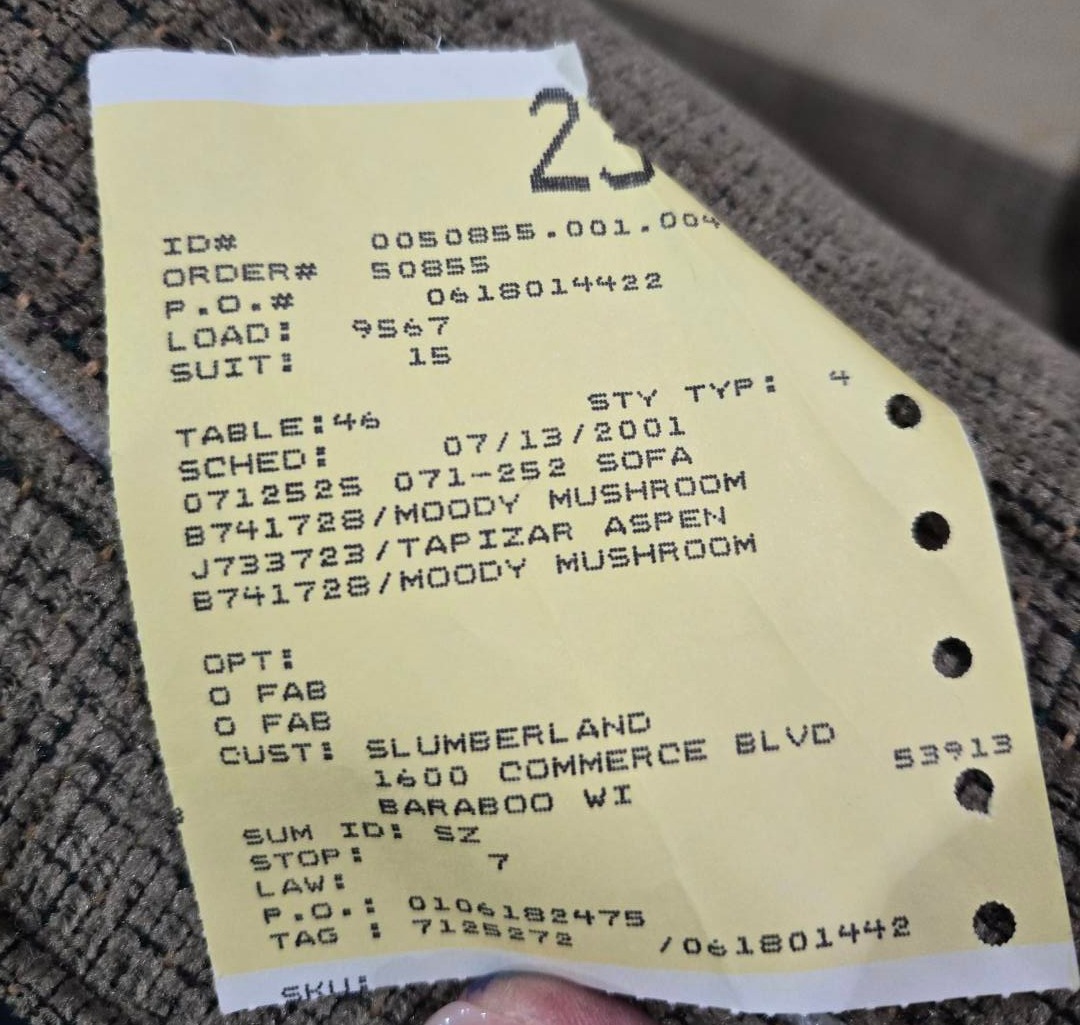 ID# 0050855.001.004
ORDER# 50855
P.O.# 0618014422
LOAD: 9567
SUIT: 15
STY TYP: 4
TABLE:46
SCHED: 07/13/2001
071252S 071-252 SOFA
B741728/MOODY MUSHROOM
J733723/TAPIZAR ASPEN
B741728/MOODY MUSHROOM
OPT:
0 FAB
0 FAB
CUST: SLUMBERLAND
1600 COMMERCE BLVD
BARABOO WI 53913
SUM ID: SZ
STOP: 7
LAW:
P.O.: 0106182475
TAG : 7125272 /061801442
SKU: